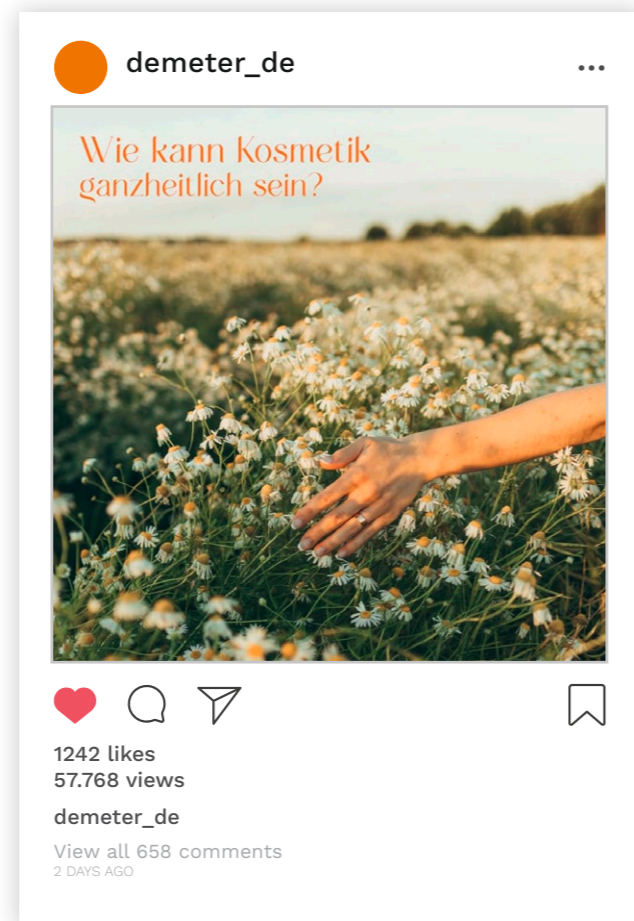 demeter_de
Wie kann Kosmetik
ganzheitlich sein?
1242 likes
57.768 views
demeter_de
View all 658 comments
2 DAYS AGO